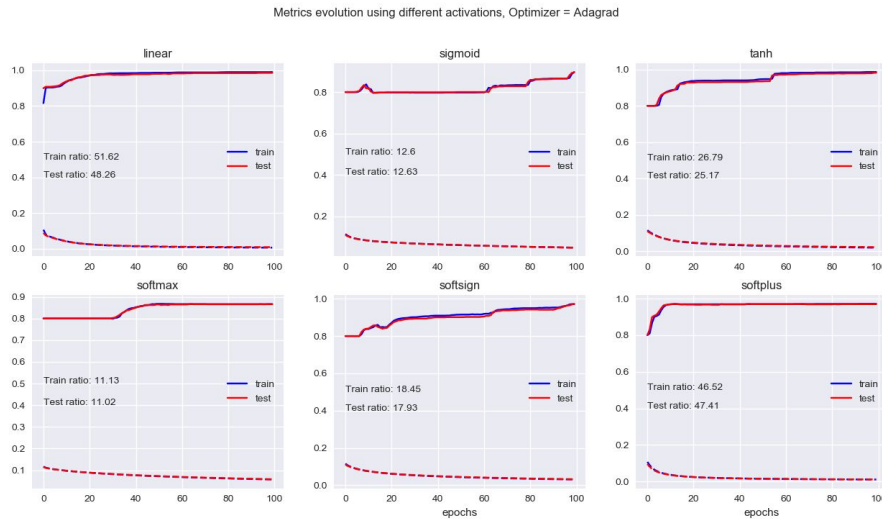 Metrics evolution using different activations, Optimizer = Adagrad
linear
1.0
0.8
0.6
0.4
0.2
0.0
Train ratio: 51.62
Test ratio: 48.26
train
test
0 20 40 60 80 100
sigmoid
0.8
0.6
0.4
0.2
Train ratio: 12.6
Test ratio: 12.63
train
test
0 20 40 60 80 100
tanh
1.0
0.8
0.6
0.4
0.2
0.0
Train ratio: 26.79
Test ratio: 25.17
train
test
0 20 40 60 80 100
softmax
0.9
0.8
0.7
0.6
0.5
0.4
0.3
0.2
0.1
Train ratio: 11.13
Test ratio: 11.02
train
test
0 20 40 60 80 100
softsign
1.0
0.8
0.6
0.4
0.2
0.0
Train ratio: 18.45
Test ratio: 17.93
train
test
0 20 40 60 80 100
epochs
softplus
1.0
0.8
0.6
0.4
0.2
0.0
Train ratio: 46.52
Test ratio: 47.41
train
test
0 20 40 60 80 100
epochs